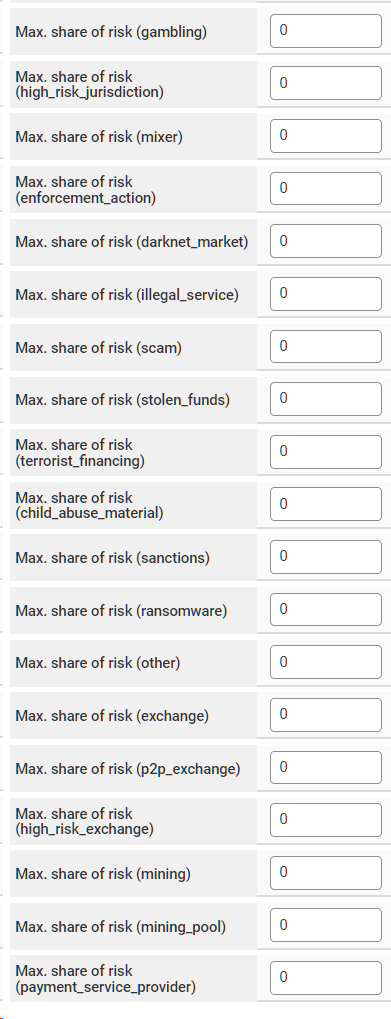 Max. share of risk (gambling)
0
Max. share of risk
(high_risk_jurisdiction)
0
Max. share of risk (mixer)
0
Max. share of risk
(enforcement_action)
0
Max. share of risk (darknet_market)
0
Max. share of risk (illegal_service)
0
Max. share of risk (scam)
0
Max. share of risk (stolen_funds)
0
Max. share of risk
(terrorist_financing)
0
Max. share of risk
(child_abuse_material)
0
Max. share of risk (sanctions)
0
Max. share of risk (ransomware)
0
Max. share of risk (other)
0
Max. share of risk (exchange)
0
Max. share of risk (p2p_exchange)
0
Max. share of risk
(high_risk_exchange)
0
Max. share of risk (mining)
0
Max. share of risk (mining_pool)
0
Max. share of risk
(payment_service_provider)
0